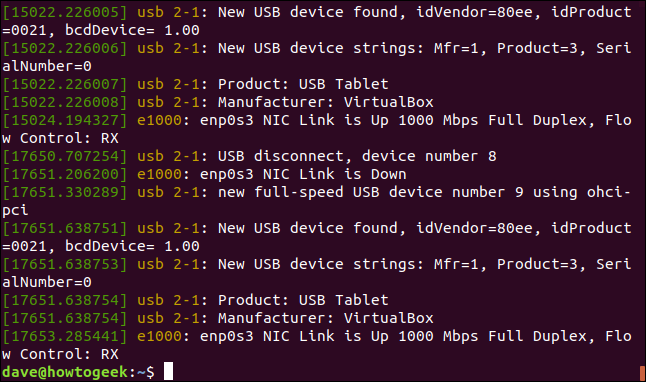 [15022.226005] usb 2-1: New USB device found, idVendor=80ee, idProduct
=0021, bcdDevice= 1.00
[15022.226006] usb 2-1: New USB device strings: Mfr=1, Product=3, Seri
alNumber=0
[15022.226007] usb 2-1: Product: USB Tablet
[15022.226008] usb 2-1: Manufacturer: VirtualBox
[15024.194327] e1000: enp0s3 NIC Link is Up 1000 Mbps Full Duplex, Flo
w Control: RX
[17650.707254] usb 2-1: USB disconnect, device number 8
[17651.206200] e1000: enp0s3 NIC Link is Down
[17651.330289] usb 2-1: new full-speed USB device number 9 using ohci-
pci
[17651.638751] usb 2-1: New USB device found, idVendor=80ee, idProduct
=0021, bcdDevice= 1.00
[17651.638753] usb 2-1: New USB device strings: Mfr=1, Product=3, Seri
alNumber=0
[17651.638754] usb 2-1: Product: USB Tablet
[17651.638754] usb 2-1: Manufacturer: VirtualBox
[17653.285441] e1000: enp0s3 NIC Link is Up 1000 Mbps Full Duplex, Flo
w Control: RX
dave@howtogeek:~$